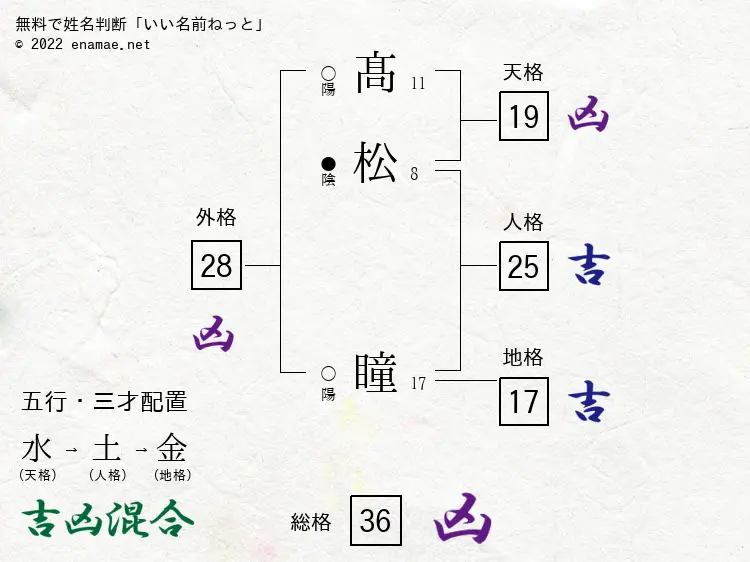 無料で姓名判断「いい名前ねっと」
© 2022 enamae.net
○陽 髙 11
天格
19 凶
●陰 松 8
外格
28
凶
人格
25 吉
○陽 瞳 17
地格
17 吉
五行・三才配置
水 → 土 → 金
(天格) (人格) (地格)
吉凶混合
総格 36 凶